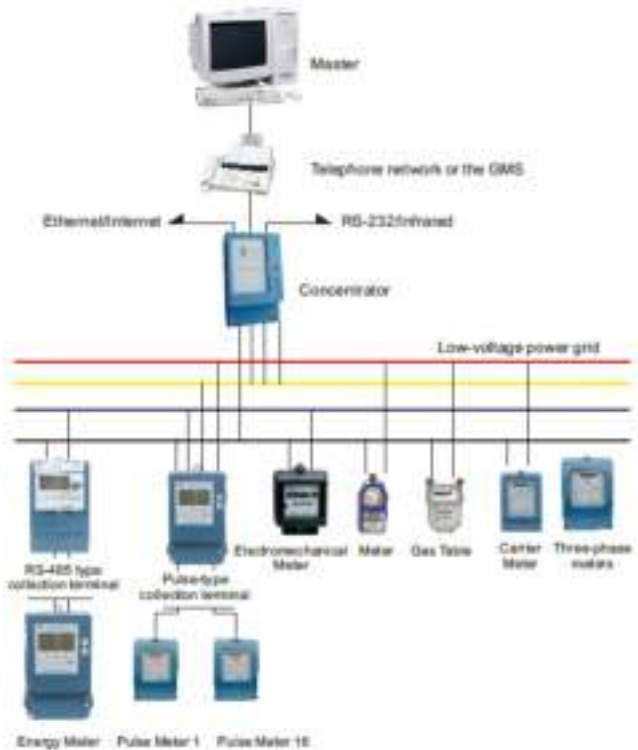 Master
Telephone network or the GMS
Ethernet/Internet
RS-232/Infrared
Concentrator
Low-voltage power grid
RS-485 type
collection terminal
Pulse-type
collection terminal
Electromechanical
Meter
Meter
Gas Table
Carrier
Meter
Three-phase
meters
Energy Meter
Pulse Meter 1
Pulse Meter 16